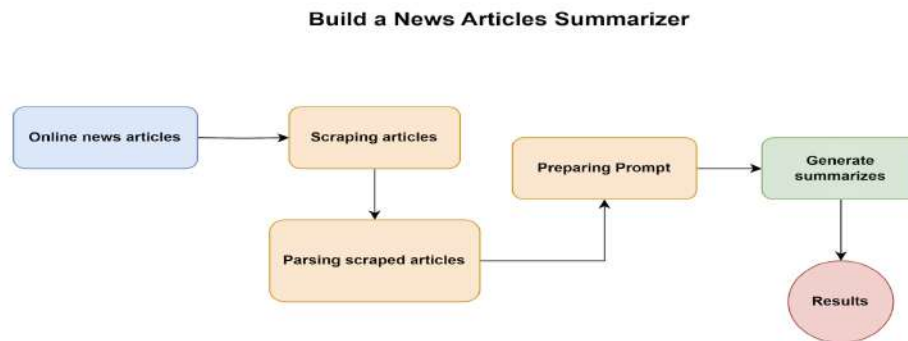 Build a News Articles Summarizer
Online news articles
Scraping articles
Parsing scraped articles
Preparing Prompt
Generate
summarizes
Results